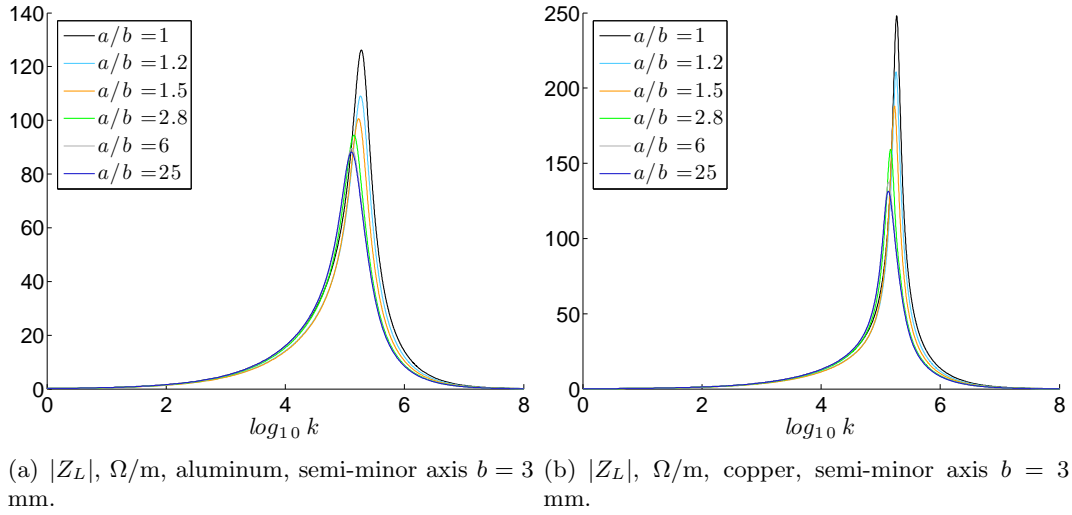 140
120
100
80
60
40
20
0
0 2 4 6 8
log10 k
a/b =1
a/b =1.2
a/b =1.5
a/b =2.8
a/b =6
a/b =25
250
200
150
100
50
0
0 2 4 6 8
log10 k
a/b =1
a/b =1.2
a/b =1.5
a/b =2.8
a/b =6
a/b =25
(a) |Z_L|, Ω/m, aluminum, semi-minor axis b = 3
mm.
(b) |Z_L|, Ω/m, copper, semi-minor axis b = 3
mm.